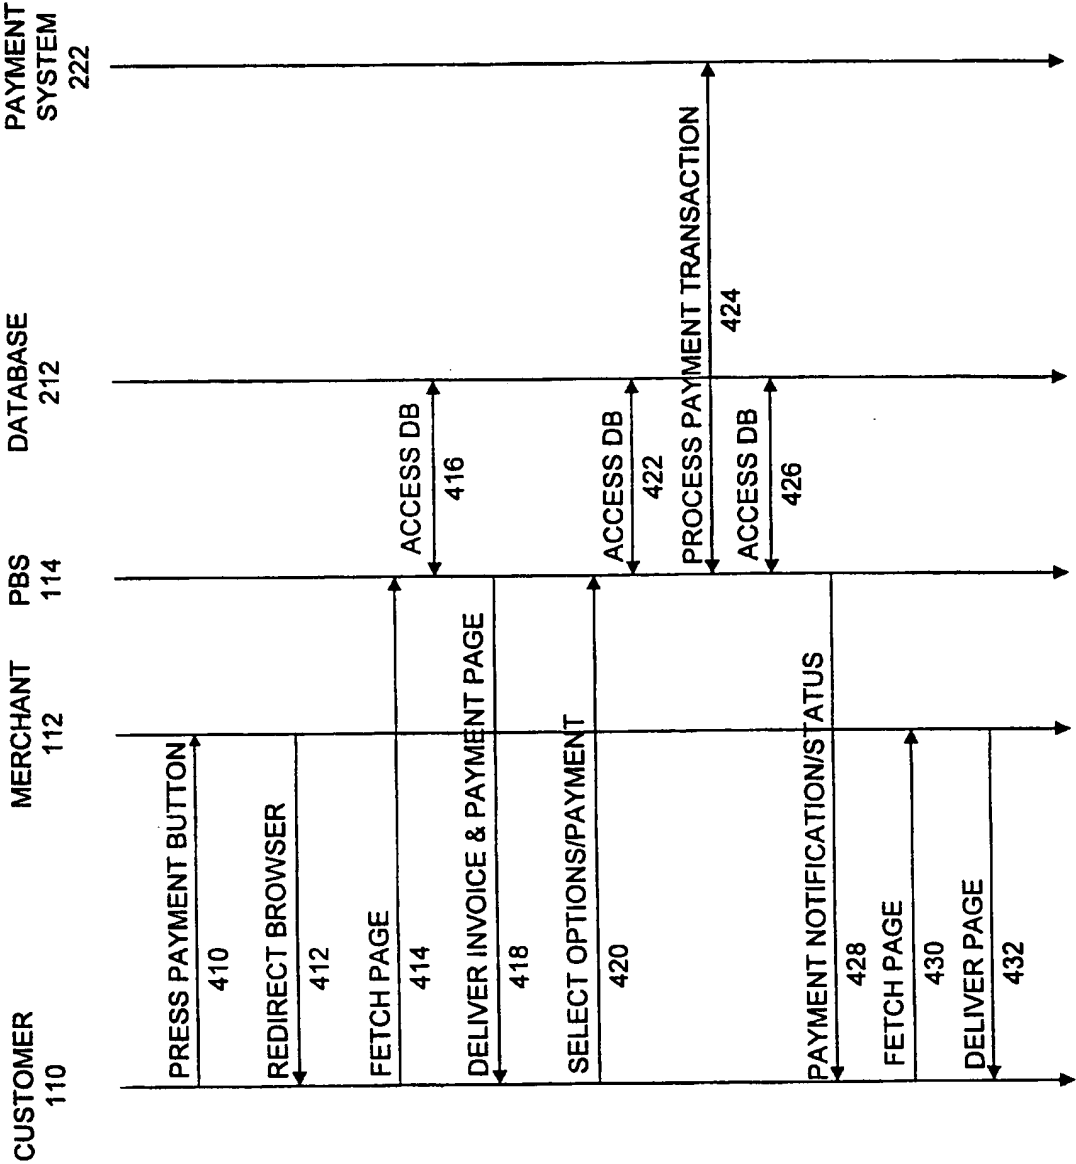 CUSTOMER
110
MERCHANT
112
PBS
114
DATABASE
212
PAYMENT
SYSTEM
222
PRESS PAYMENT BUTTON
410
REDIRECT BROWSER
412
FETCH PAGE
414
ACCESS DB
416
DELIVER INVOICE & PAYMENT PAGE
418
SELECT OPTIONS/PAYMENT
420
ACCESS DB
422
PROCESS PAYMENT TRANSACTION
424
ACCESS DB
426
PAYMENT NOTIFICATION/STATUS
428
FETCH PAGE
430
DELIVER PAGE
432